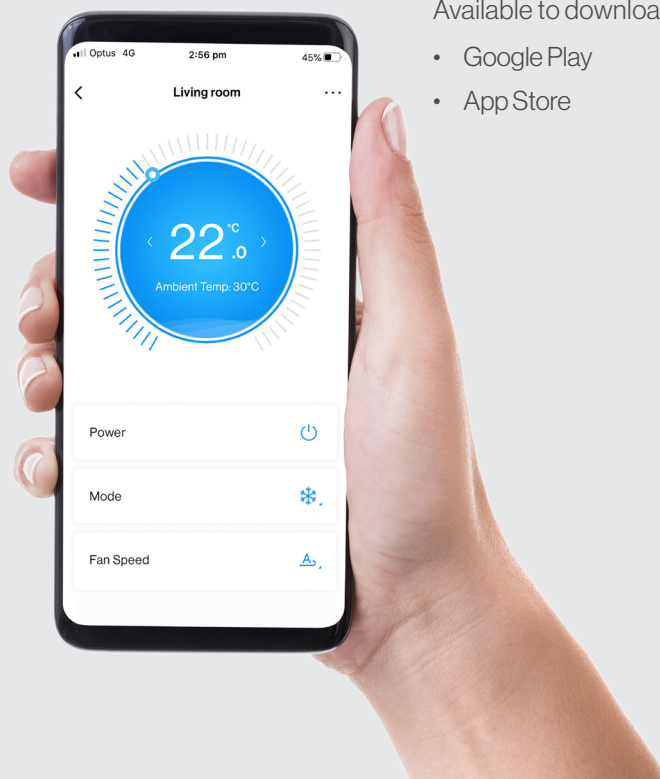 Available to downloa
• Google Play
• App Store
Optus 4G 2:56 pm 45%
Living room
22.0 °C
Ambient Temp: 30°C
Power
Mode
Fan Speed
A